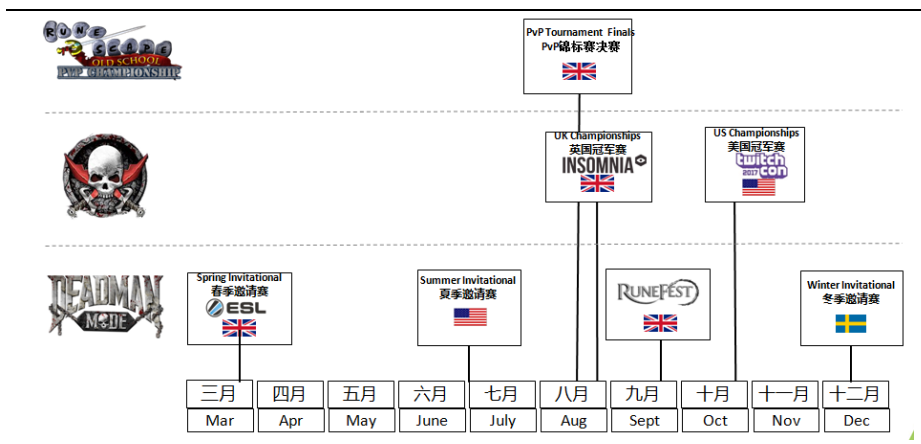 RUNE
SCAPE
OLD SCHOOL
PVP CHAMPIONSHIP
PvP Tournament Finals
PvP锦标赛决赛
UK Championships
英国冠军赛
INSOMNIA
US Championships
美国冠军赛
twitch
2017 CON
DEADMAN
MODE
Spring Invitational
春季邀请赛
ESL
Summer Invitational
夏季邀请赛
RUNEFEST
Winter Invitational
冬季邀请赛
三月 四月 五月 六月 七月 八月 九月 十月 十一月 十二月
Mar Apr May June July Aug Sept Oct Nov Dec